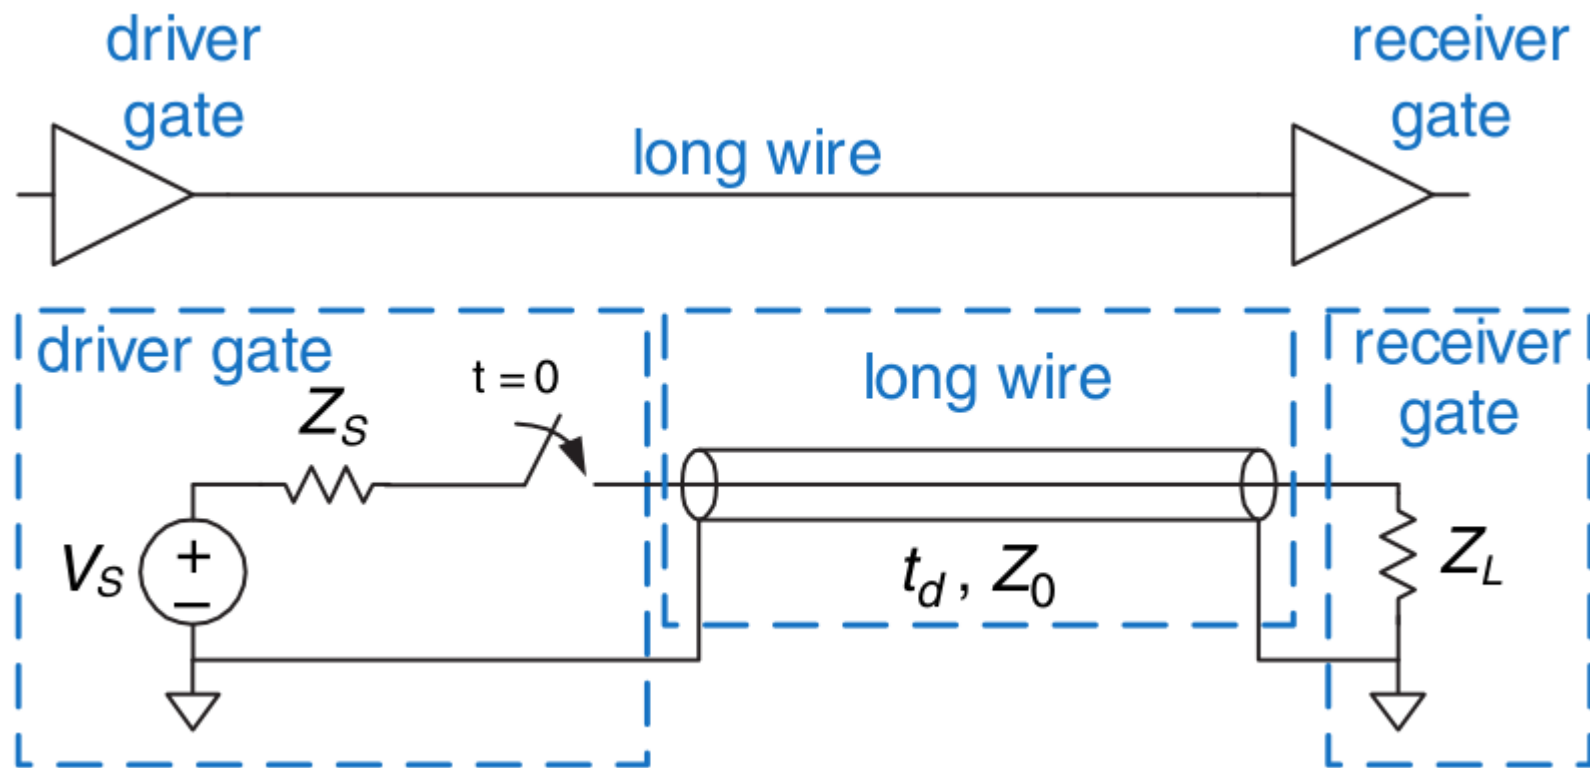 driver
gate
receiver
gate
long wire
driver gate
t = 0
Z_S
long wire
receiver
gate
V_S
+
−
t_d , Z_0
Z_L